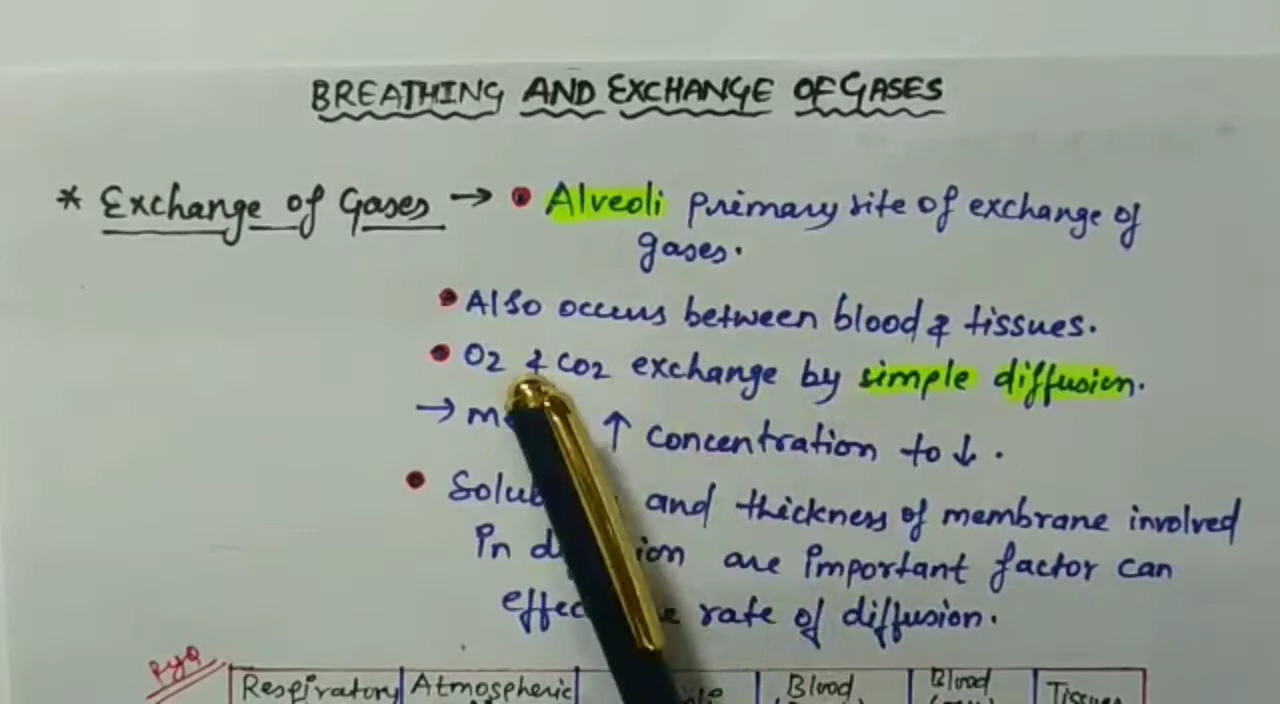 BREATHING AND EXCHANGE OF GASES
* Exchange of Gases → • Alveoli primary site of exchange of
gases.
• Also occurs between blood & tissues.
• O2 & CO2 exchange by simple diffusion.
→ ↑ concentration to ↓.
• and thickness of membrane involved
In are important factor can
rate of diffusion.
PYQ
Respiratory Atmospheric Blood Blood Tissues